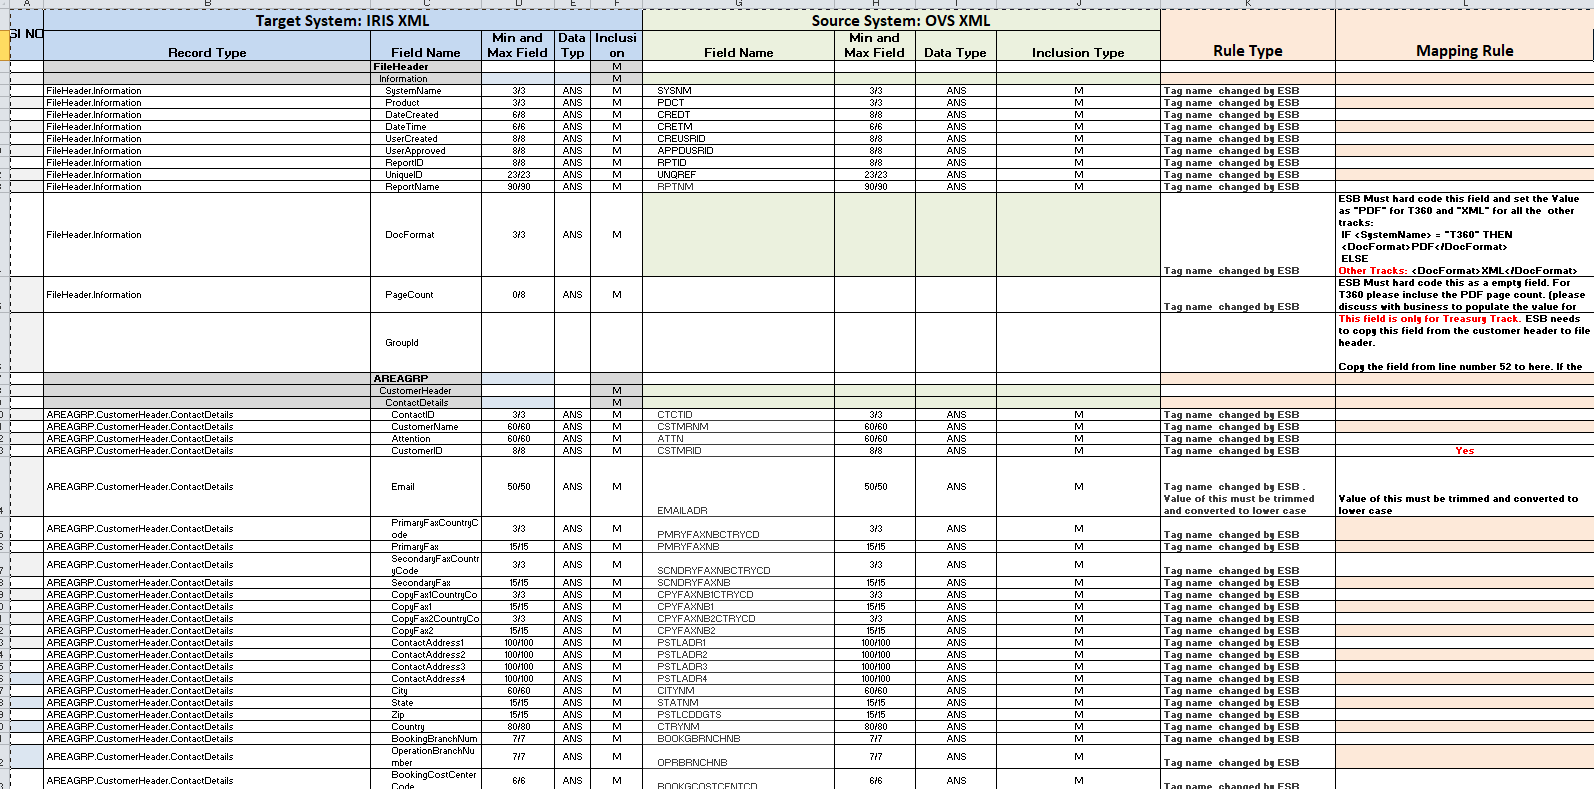 A B C D E F G H I J K L
Target System: IRIS XML Source System: OVS XML
SI NO Record Type Field Name Min and Max Field Data Typ Inclusi on Field Name Min and Max Field Data Type Inclusion Type Rule Type Mapping Rule
FileHeader M
Information M
FileHeader.Information SystemName 3/3 ANS M SYSNM 3/3 ANS M Tag name changed by ESB
FileHeader.Information Product 3/3 ANS M PDCT 3/3 ANS M Tag name changed by ESB
FileHeader.Information DateCreated 6/8 ANS M CREDT 8/8 ANS M Tag name changed by ESB
FileHeader.Information DateTime 6/6 ANS M CRETM 6/6 ANS M Tag name changed by ESB
FileHeader.Information UserCreated 8/8 ANS M CREUSRID 8/8 ANS M Tag name changed by ESB
FileHeader.Information UserApproved 8/8 ANS M APPDUSRID 8/8 ANS M Tag name changed by ESB
FileHeader.Information ReportID 8/8 ANS M RPTID 8/8 ANS M Tag name changed by ESB
FileHeader.Information UniqueID 23/23 ANS M UNQREF 23/23 ANS M Tag name changed by ESB
FileHeader.Information ReportName 90/90 ANS M RPTNM 90/90 ANS M Tag name changed by ESB
ESB Must hard code this field and set the Value
as "PDF" for T360 and "XML" for all the other
tracks:
IF <SystemName> = "T360" THEN
FileHeader.Information DocFormat 3/3 ANS M
<DocFormat>PDF</DocFormat>
ELSE
Tag name changed by ESB Other Tracks: <DocFormat>XML</DocFormat>
ESB Must hard code this as a empty field. For
FileHeader.Information PageCount 0/8 ANS M T360 pleaseincluse the PDF page count. (please
Tag name changed by ESB discuss with business to populate the value for
This field is only for Treasury Track. ESB needs
to copy this field from the customer header to file
GroupId header.
Copy the field from line number 52 to here. If the
AREAGRP
CustomerHeader M
ContactDetails M
AREAGRP.CustomerHeader.ContactDetails ContactID 3/3 ANS M CTCTID 3/3 ANS M Tag name changed by ESB
AREAGRP.CustomerHeader.ContactDetails CustomerName 60/60 ANS M CSTMRNM 60/60 ANS M Tag name changed by ESB
AREAGRP.CustomerHeader.ContactDetails Attention 60/60 ANS M ATTN 60/60 ANS M Tag name changed by ESB
AREAGRP.CustomerHeader.ContactDetails CustomerID 8/8 ANS M CSTMRID 8/8 ANS M Tag name changed by ESB Yes
AREAGRP.CustomerHeader.ContactDetails Email 50/50 ANS M EMAILADR 50/50 ANS M Tag name changed by ESB . Value of this must be trimmed and converted to lower case Value of this must be trimmed and converted to lower case
AREAGRP.CustomerHeader.ContactDetails PrimaryFaxCountryC ode 3/3 ANS M PMRYFAXNBCTRYCD 3/3 ANS M Tag name changed by ESB
AREAGRP.CustomerHeader.ContactDetails PrimaryFax 15/15 ANS M PMRYFAXNB 15/15 ANS M Tag name changed by ESB
AREAGRP.CustomerHeader.ContactDetails SecondaryFaxCountr yCode 3/3 ANS M SCNDRYFAXNBCTRYCD 3/3 ANS M Tag name changed by ESB
AREAGRP.CustomerHeader.ContactDetails SecondaryFax 15/15 ANS M SCNDRYFAXNB 15/15 ANS M Tag name changed by ESB
AREAGRP.CustomerHeader.ContactDetails CopyFax1CountryCo 3/3 ANS M CPYFAXNB1CTRYCD 3/3 ANS M Tag name changed by ESB
AREAGRP.CustomerHeader.ContactDetails CopyFax1 15/15 ANS M CPYFAXNB1 15/15 ANS M Tag name changed by ESB
AREAGRP.CustomerHeader.ContactDetails CopyFax2CountryCo 3/3 ANS M CPYFAXNB2CTRYCD 3/3 ANS M Tag name changed by ESB
AREAGRP.CustomerHeader.ContactDetails CopyFax2 15/15 ANS M CPYFAXNB2 15/15 ANS M Tag name changed by ESB
AREAGRP.CustomerHeader.ContactDetails ContactAddress1 100/100 ANS M PSTLADR1 100/100 ANS M Tag name changed by ESB
AREAGRP.CustomerHeader.ContactDetails ContactAddress2 100/100 ANS M PSTLADR2 100/100 ANS M Tag name changed by ESB
AREAGRP.CustomerHeader.ContactDetails ContactAddress3 100/100 ANS M PSTLADR3 100/100 ANS M Tag name changed by ESB
AREAGRP.CustomerHeader.ContactDetails ContactAddress4 100/100 ANS M PSTLADR4 100/100 ANS M Tag name changed by ESB
AREAGRP.CustomerHeader.ContactDetails City 60/60 ANS M CITYNM 60/60 ANS M Tag name changed by ESB
AREAGRP.CustomerHeader.ContactDetails State 15/15 ANS M STATNM 15/15 ANS M Tag name changed by ESB
AREAGRP.CustomerHeader.ContactDetails Zip 15/15 ANS M PSTLCDDGTS 15/15 ANS M Tag name changed by ESB
AREAGRP.CustomerHeader.ContactDetails Country 80/80 ANS M CTRYNM 80/80 ANS M Tag name changed by ESB
AREAGRP.CustomerHeader.ContactDetails BookingBranchNum 7/7 ANS M BOOKGBRNCHNB 7/7 ANS M Tag name changed by ESB
AREAGRP.CustomerHeader.ContactDetails OperationBranchNu mber 7/7 ANS M OPRBRNCHNB 7/7 ANS M Tag name changed by ESB
AREAGRP.CustomerHeader.ContactDetails BookingCostCenter Code 6/6 ANS M BOOKGCOSTCENTCD 6/6 ANS M Tag name changed by ESB